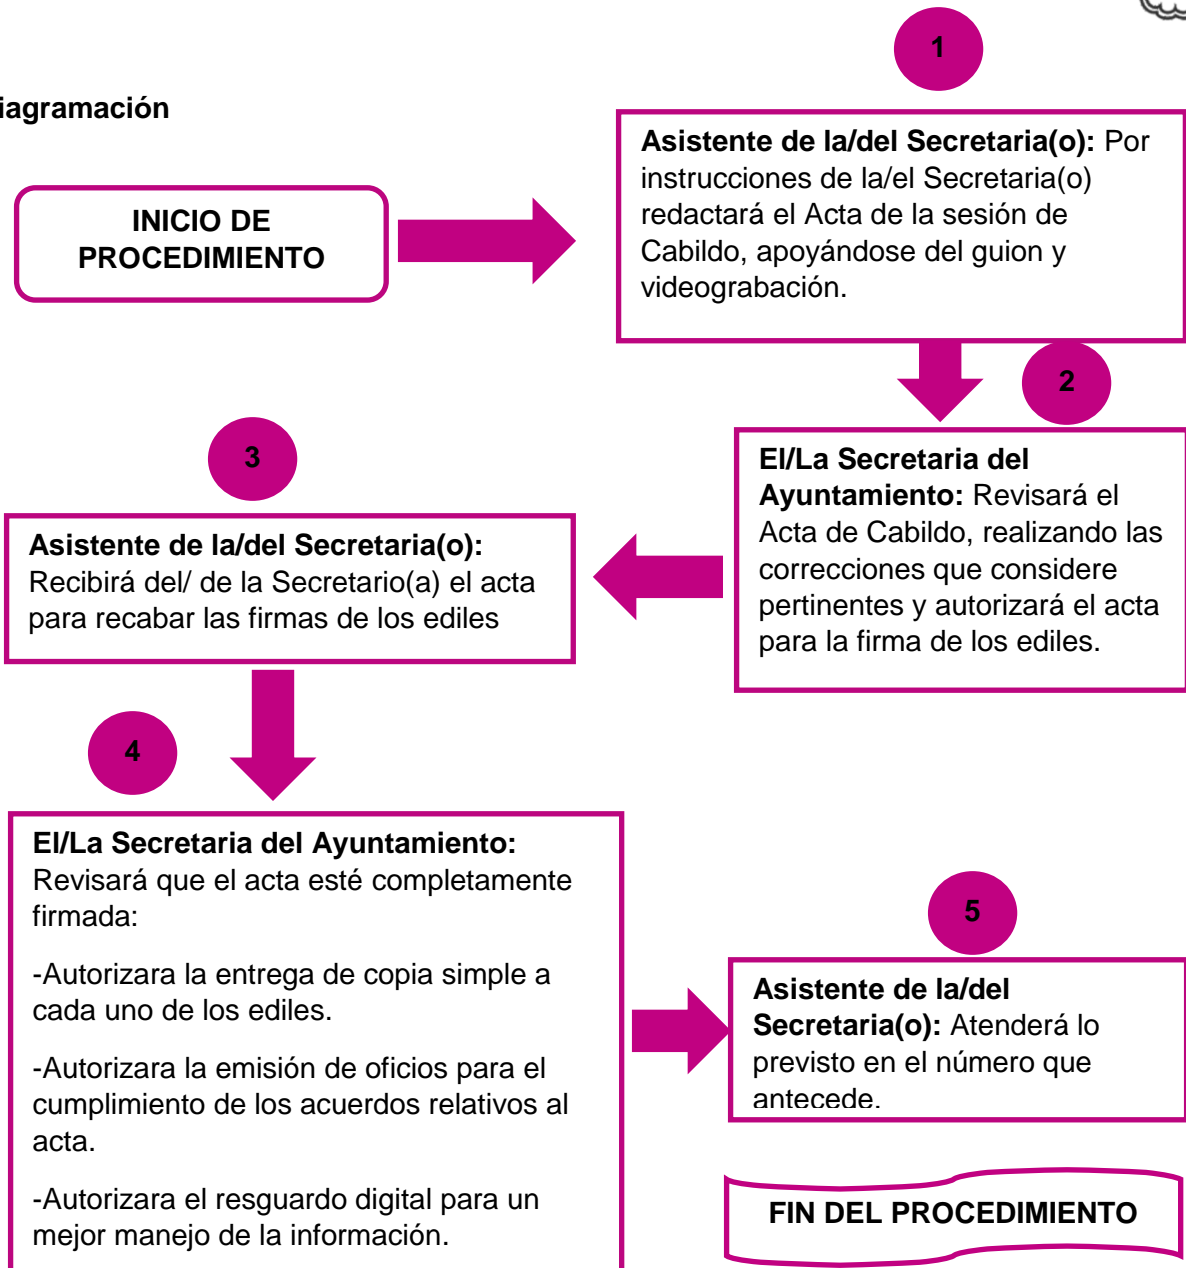 iagramación
INICIO DE
PROCEDIMIENTO
1
Asistente de la/del Secretaria(o): Por
instrucciones de la/el Secretaria(o)
redactará el Acta de la sesión de
Cabildo, apoyándose del guion y
videograbación.
2
El/La Secretaria del
Ayuntamiento: Revisará el
Acta de Cabildo, realizando las
correcciones que considere
pertinentes y autorizará el acta
para la firma de los ediles.
3
Asistente de la/del Secretaria(o):
Recibirá del/ de la Secretario(a) el acta
para recabar las firmas de los ediles
4
El/La Secretaria del Ayuntamiento:
Revisará que el acta esté completamente
firmada:
-Autorizara la entrega de copia simple a
cada uno de los ediles.
-Autorizara la emisión de oficios para el
cumplimiento de los acuerdos relativos al
acta.
-Autorizara el resguardo digital para un
mejor manejo de la información.
5
Asistente de la/del
Secretaria(o): Atenderá lo
previsto en el número que
antecede.
FIN DEL PROCEDIMIENTO